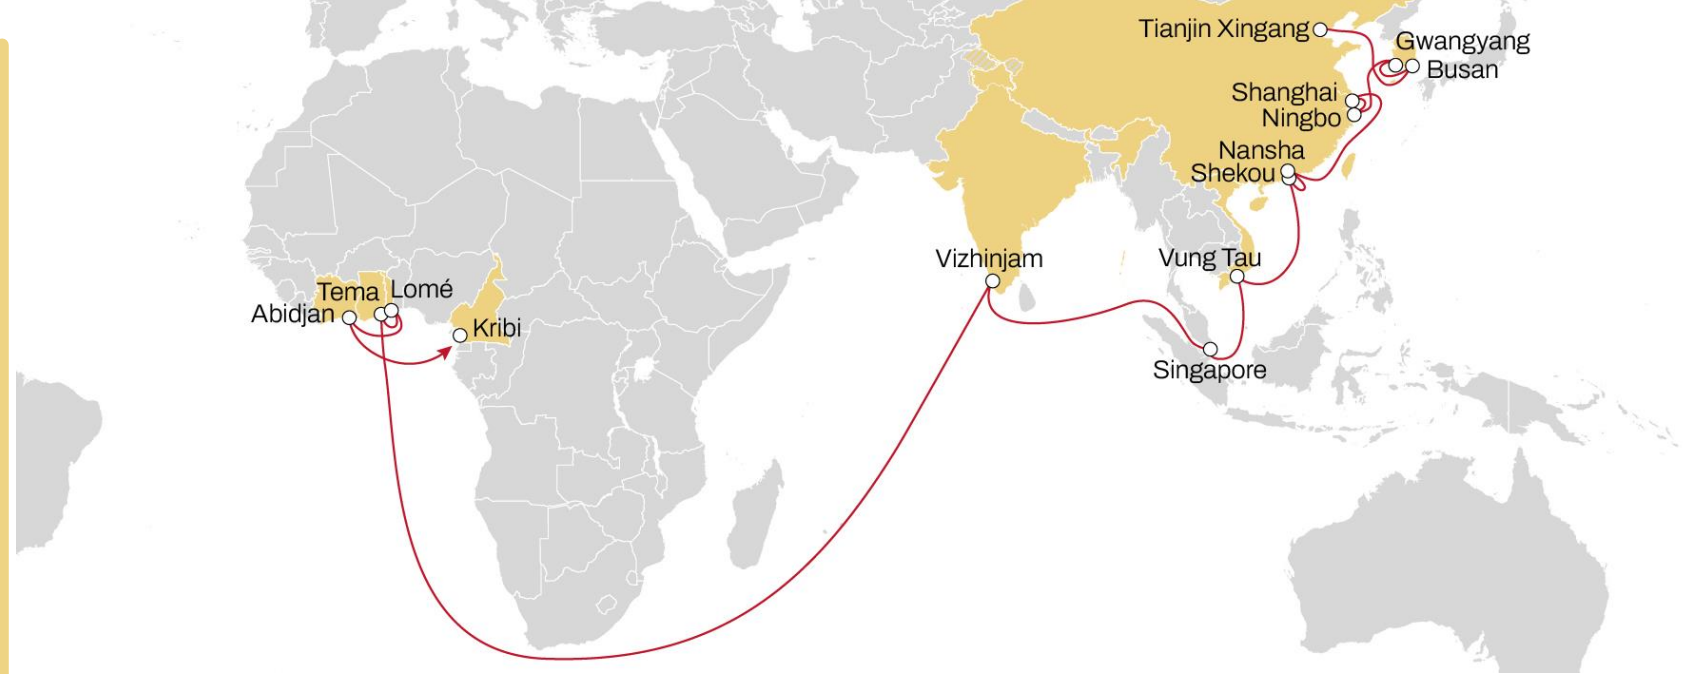 Tianjin Xingang
Gwangyang
Busan
Shanghai
Ningbo
Nansha
Shekou
Vizhinjam
Vung Tau
Tema
Lomé
Abidjan
Kribi
Singapore